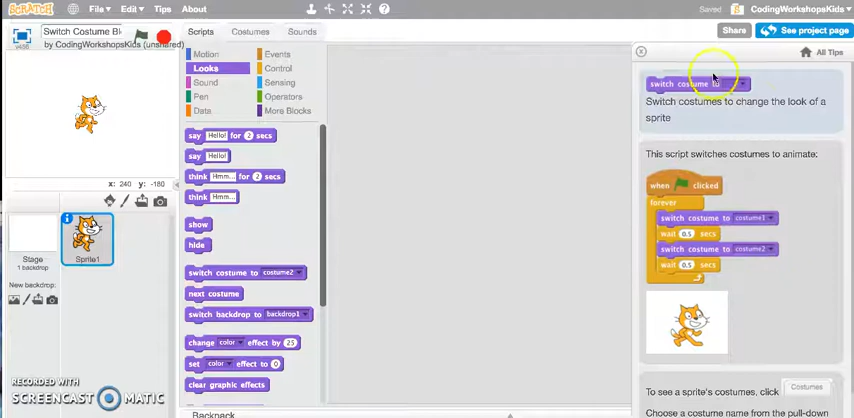 SCRATCH File Edit Tips About Saved CodingWorkshopsKids
Switch Costume Bl
by CodingWorkshopsKids (unshared)
v456
Scripts Costumes Sounds
Share See project page
All Tips
Motion Events
Looks Control
Sound Sensing
Pen Operators
Data More Blocks
say Hello! for 2 secs
say Hello!
think Hmm... for 2 secs
think Hmm...
show
hide
switch costume to costume2
next costume
switch backdrop to backdrop1
change color effect by 25
set color effect to 0
clear graphic effects
x: 240 y: -180
Stage
1 backdrop
Sprite1
New backdrop:
switch costume to
Switch costumes to change the look of a
sprite
This script switches costumes to animate:
when clicked
forever
switch costume to costume1
wait 0.5 secs
switch costume to costume2
wait 0.5 secs
To see a sprite's costumes, click Costumes
Choose a costume name from the pull-down
Backpack
RECORDED WITH
SCREENCAST MATIC